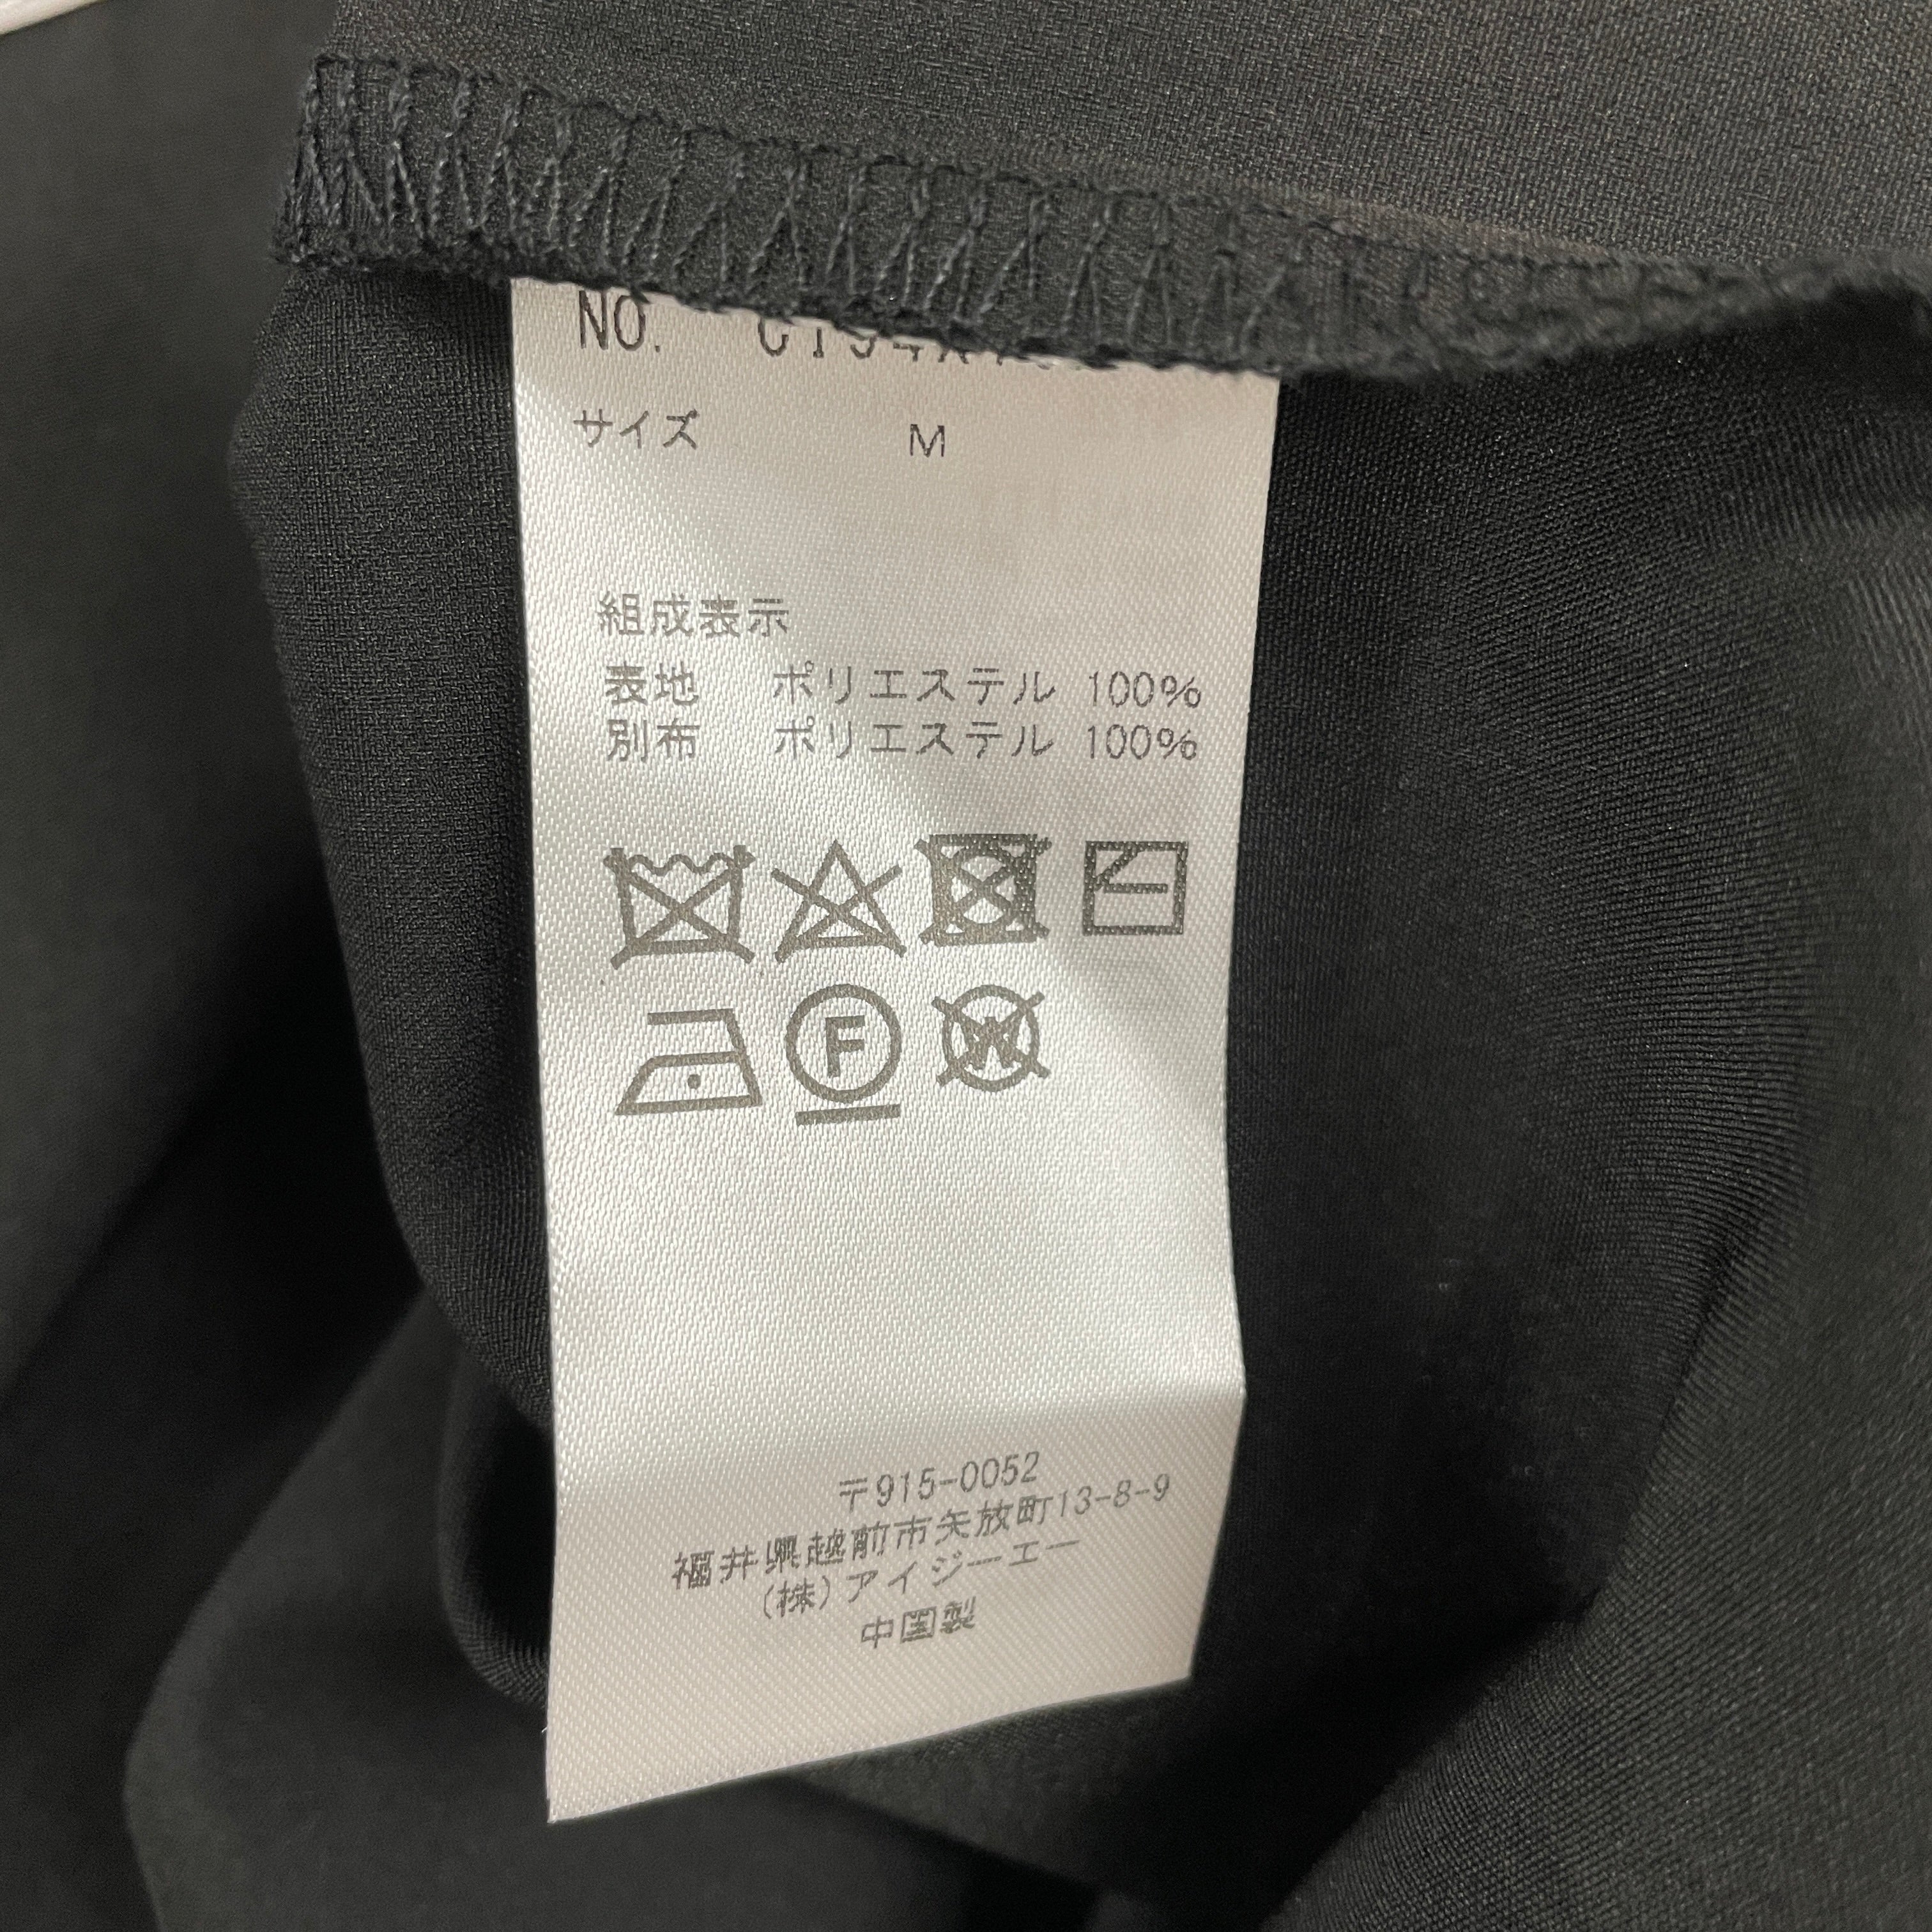 NO.
サイズ M
組成表示
表地 ポリエステル 100%
別布 ポリエステル 100%
F
W
〒915-0052
福井県越前市矢放町13-8-9
(株)アイジーエー
中国製